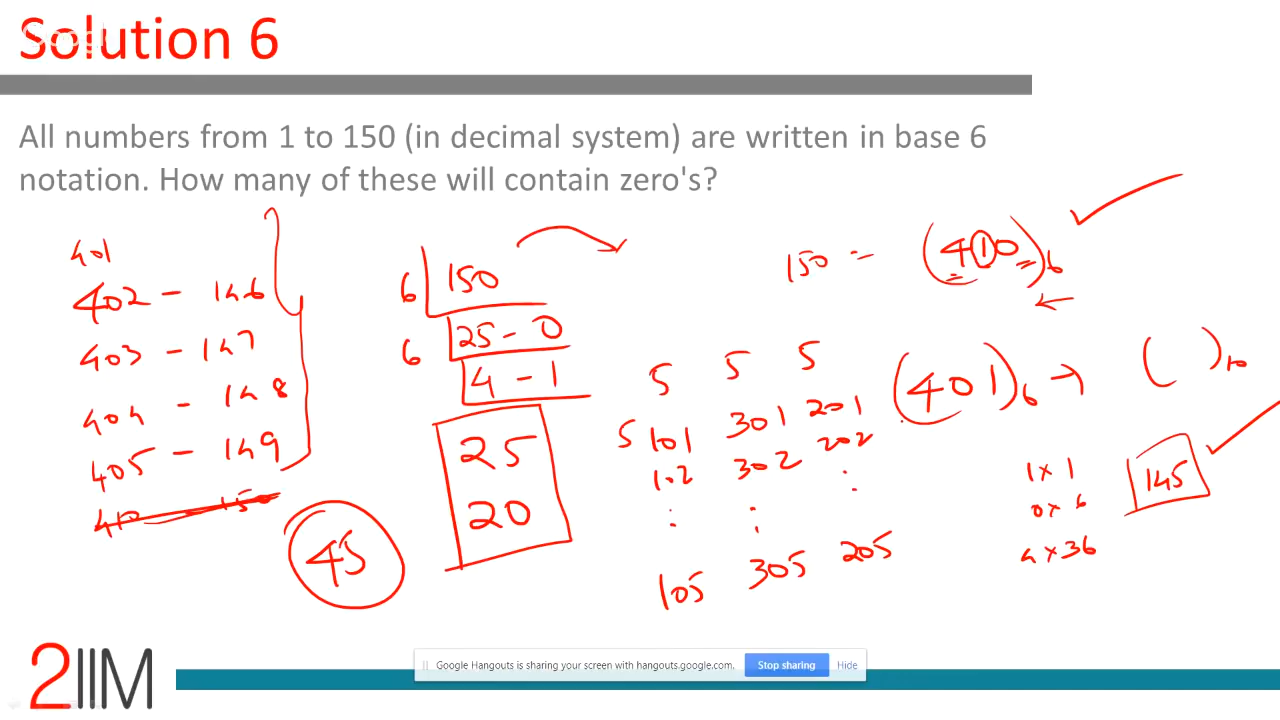 Solution 6
Google
All numbers from 1 to 150 (in decimal system) are written in base 6
notation. How many of these will contain zero's?
401
402 - 146
403 - 147
404 - 148
405 - 149
410 150
45
6 150
6 25 - 0
4 - 1
25
20
150 = (410)6
5 5 5
(401)6 → ( )10
5 101 301 201
102 302 202
: : :
105 305 205
1 x 1
0 x 6
4 x 36
145
2IIM
Google Hangouts is sharing your screen with hangouts.google.com.
Stop sharing
Hide